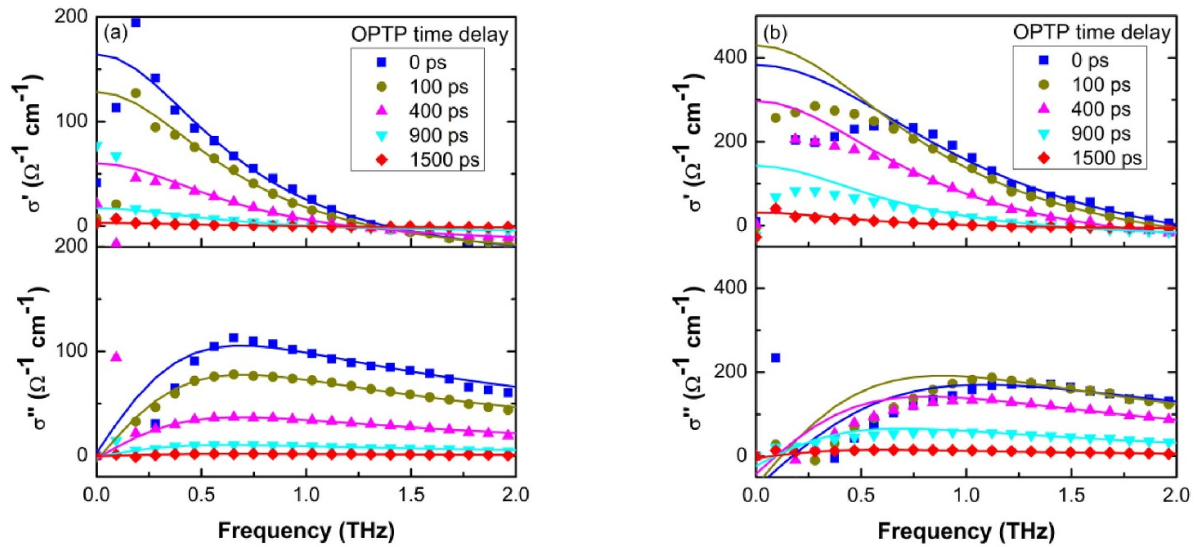 (a)
OPTP time delay
0 ps
100 ps
400 ps
900 ps
1500 ps
σ' (Ω⁻¹ cm⁻¹)
200
100
0
σ'' (Ω⁻¹ cm⁻¹)
200
100
0
0.0 0.5 1.0 1.5 2.0
Frequency (THz)
(b)
OPTP time delay
0 ps
100 ps
400 ps
900 ps
1500 ps
σ' (Ω⁻¹ cm⁻¹)
400
200
0
σ'' (Ω⁻¹ cm⁻¹)
400
200
0
0.0 0.5 1.0 1.5 2.0
Frequency (THz)